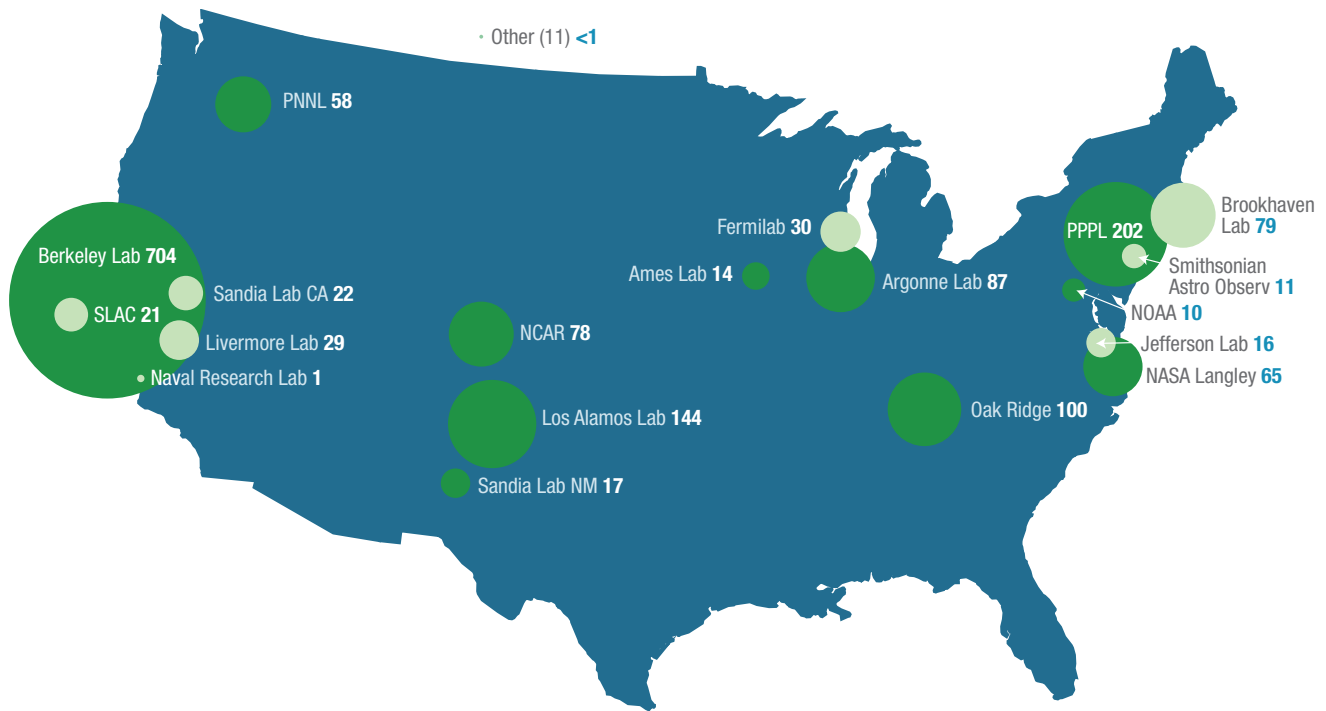 Other (11) <1
PNNL 58
Berkeley Lab 704
SLAC 21
Sandia Lab CA 22
Livermore Lab 29
Naval Research Lab 1
NCAR 78
Los Alamos Lab 144
Sandia Lab NM 17
Fermilab 30
Ames Lab 14
Argonne Lab 87
Oak Ridge 100
PPPL 202
Brookhaven
Lab 79
Smithsonian
Astro Observ 11
NOAA 10
Jefferson Lab 16
NASA Langley 65